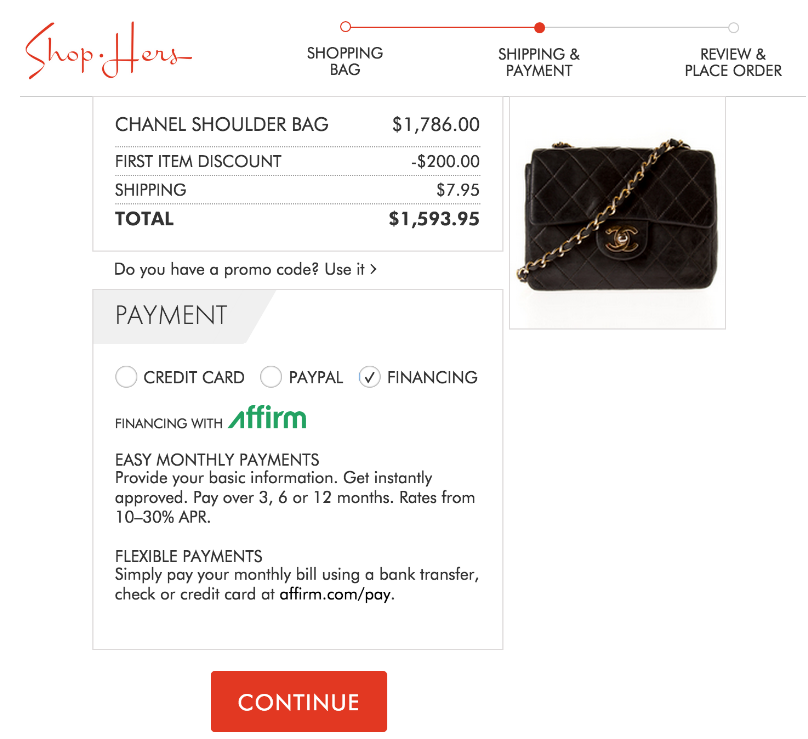 Shop-Hers
SHOPPING
BAG
SHIPPING &
PAYMENT
REVIEW &
PLACE ORDER
CHANEL SHOULDER BAG $1,786.00
FIRST ITEM DISCOUNT -$200.00
SHIPPING $7.95
TOTAL $1,593.95
Do you have a promo code? Use it >
PAYMENT
CREDIT CARD PAYPAL ✓ FINANCING
FINANCING WITH affirm
EASY MONTHLY PAYMENTS
Provide your basic information. Get instantly
approved. Pay over 3, 6 or 12 months. Rates from
10–30% APR.
FLEXIBLE PAYMENTS
Simply pay your monthly bill using a bank transfer,
check or credit card at affirm.com/pay.
CONTINUE